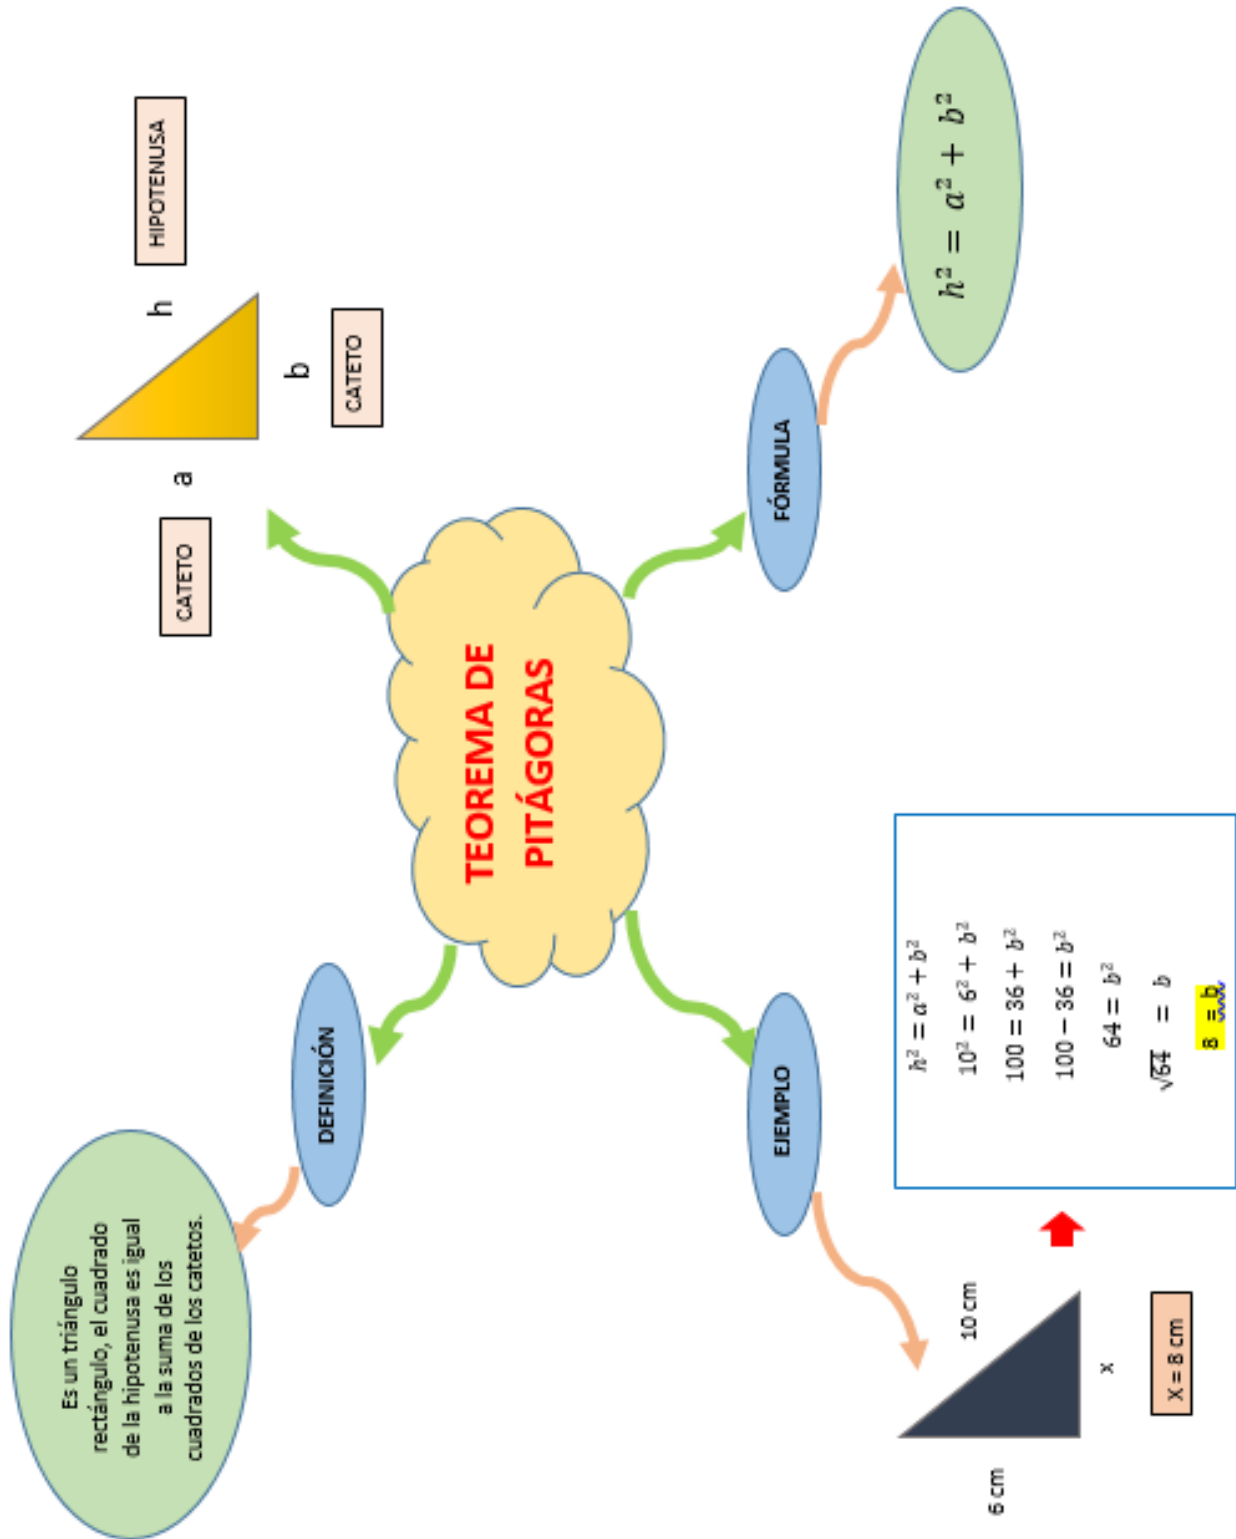 Es un triángulo
rectángulo, el cuadrado
de la hipotenusa es igual
a la suma de los
cuadrados de los catetos.
DEFINICIÓN
CATETO
a
h
HIPOTENUSA
b
CATETO
TEOREMA DE
PITÁGORAS
EJEMPLO
FÓRMULA
h² = a² + b²
6 cm
10 cm
x
X = 8 cm
h² = a² + b²
10² = 6² + b²
100 = 36 + b²
100 − 36 = b²
64 = b²
√64 = b
8 = b